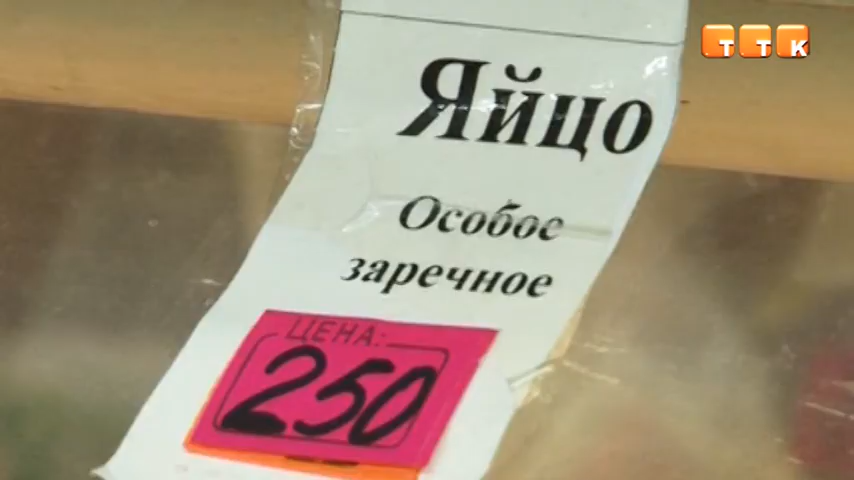 ТТК
Яйцо
Особое
заречное
ЦЕНА:
250